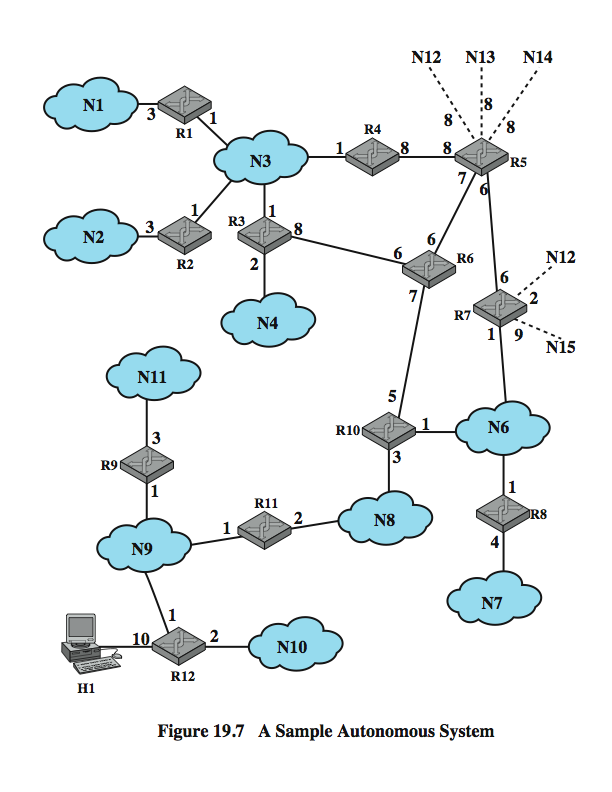 N12 N13 N14
N1
3
R1
1
8
8
8
N3
1
R4
8
8
R5
7
6
N2
3
1
R2
R3
1
8
2
6
6
R6
7
N12
6
R7
2
1
9
N15
N4
N11
5
R10
1
3
N6
3
R9
1
1
R8
4
R11
1
2
N8
N9
N7
1
10
2
R12
N10
H1
Figure 19.7 A Sample Autonomous System